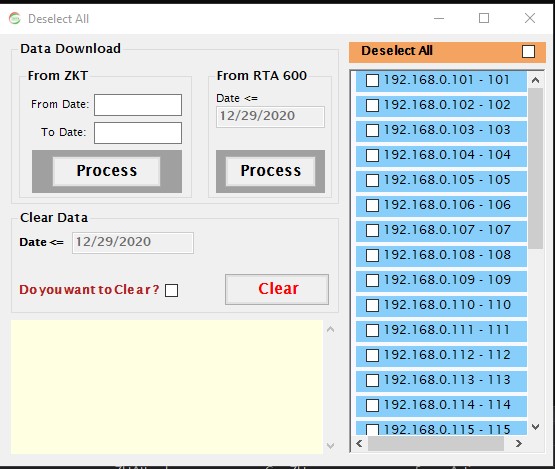 Deselect All
Data Download
From ZKT
From Date:
To Date:
Process
From RTA 600
Date <=
12/29/2020
Process
Clear Data
Date <= 12/29/2020
Do you want to Clear ?
Clear
Deselect All
192.168.0.101 - 101
192.168.0.102 - 102
192.168.0.103 - 103
192.168.0.104 - 104
192.168.0.105 - 105
192.168.0.106 - 106
192.168.0.107 - 107
192.168.0.108 - 108
192.168.0.109 - 109
192.168.0.110 - 110
192.168.0.111 - 111
192.168.0.112 - 112
192.168.0.113 - 113
192.168.0.114 - 114
192.168.0.115 - 115